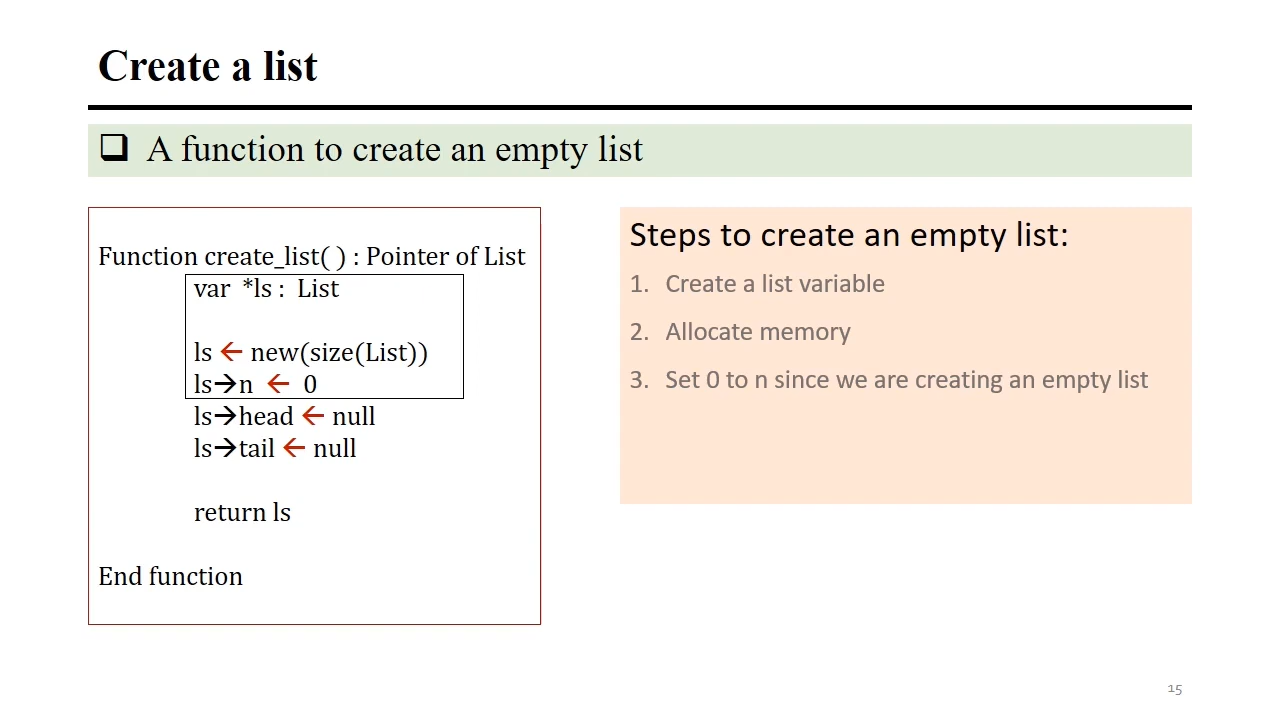 Create a list
❑ A function to create an empty list
Function create_list( ) : Pointer of List
var *ls : List
ls ← new(size(List))
ls→n ← 0
ls→head ← null
ls→tail ← null
return ls
End function
Steps to create an empty list:
1. Create a list variable
2. Allocate memory
3. Set 0 to n since we are creating an empty list
15